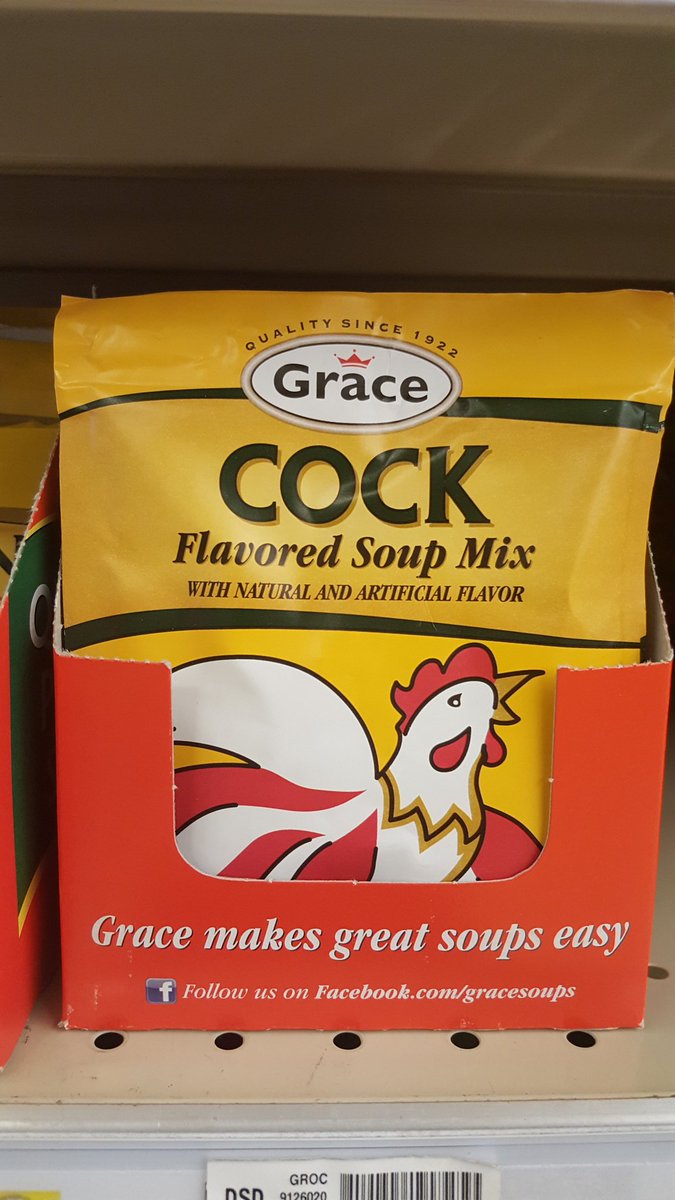 QUALITY SINCE 1922
Grace
COCK
Flavored Soup Mix
WITH NATURAL AND ARTIFICIAL FLAVOR
Grace makes great soups easy
f Follow us on Facebook.com/gracesoups
GROC
DSD 9126020